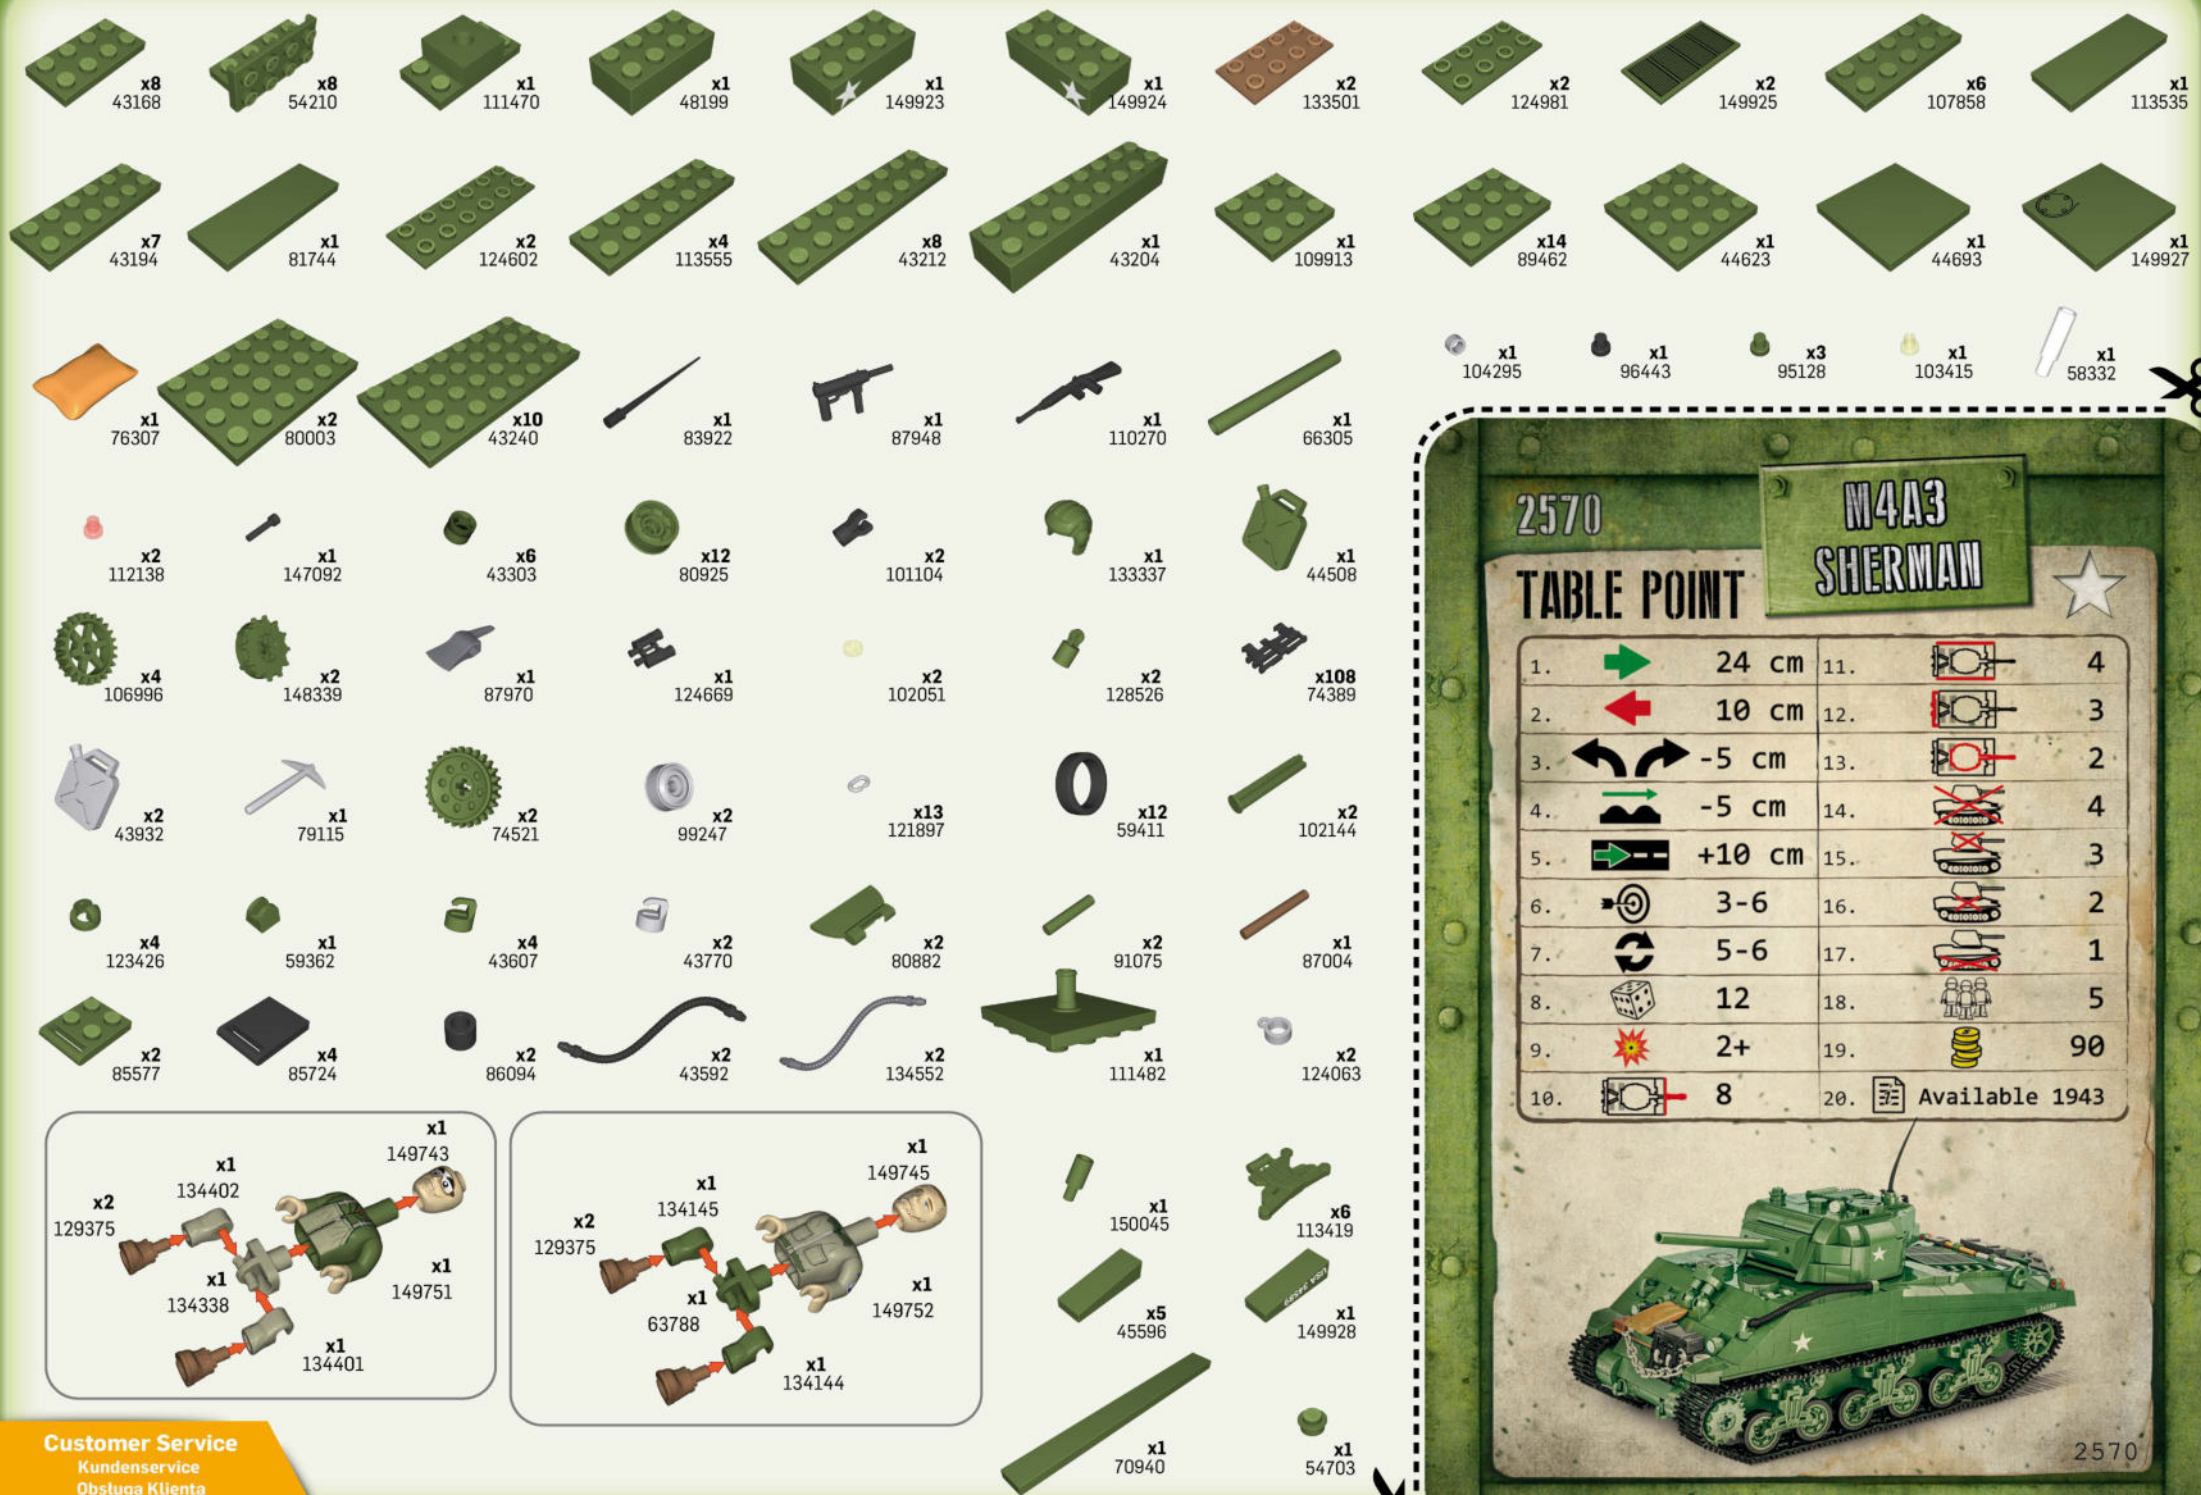 x8
43168
x8
54210
x1
111470
x1
48199
x1
149923
x1
149924
x2
133501
x2
124981
x2
149925
x6
107858
x1
113535
x7
43194
x1
81744
x2
124602
x4
113555
x8
43212
x1
43204
x1
109913
x14
89462
x1
44623
x1
44693
x1
149927
x1
76307
x2
80003
x10
43240
x1
83922
x1
87948
x1
110270
x1
66305
x1
104295
x1
96443
x3
95128
x1
103415
x1
58332
x2
112138
x1
147092
x6
43303
x12
80925
x2
101104
x1
133337
x1
44508
x4
106996
x2
148339
x1
87970
x1
124669
x2
102051
x2
128526
x108
74389
x2
43932
x1
79115
x2
74521
x2
99247
x13
121897
x12
59411
x2
102144
x4
123426
x1
59362
x4
43607
x2
43770
x2
80882
x2
91075
x1
87004
x2
85577
x4
85724
x2
86094
x2
43592
x2
134552
x1
111482
x2
124063
x1
149743
x1
134402
x2
129375
x1
134338
x1
149751
x1
134401
x1
149745
x1
134145
x2
129375
x1
63788
x1
149752
x1
134144
x1
150045
x6
113419
x5
45596
USA 34589
x1
149928
x1
70940
x1
54703
Customer Service
Kundenservice
Obsługa Klienta
2570
M4A3
SHERMAN
TABLE POINT
1. 24 cm 11. 4
2. 10 cm 12. 3
3. -5 cm 13. 2
4. -5 cm 14. 4
5. +10 cm 15. 3
6. 3-6 16. 2
7. 5-6 17. 1
8. 12 18. 5
9. 2+ 19. 90
10. 8 20. Available 1943
2570